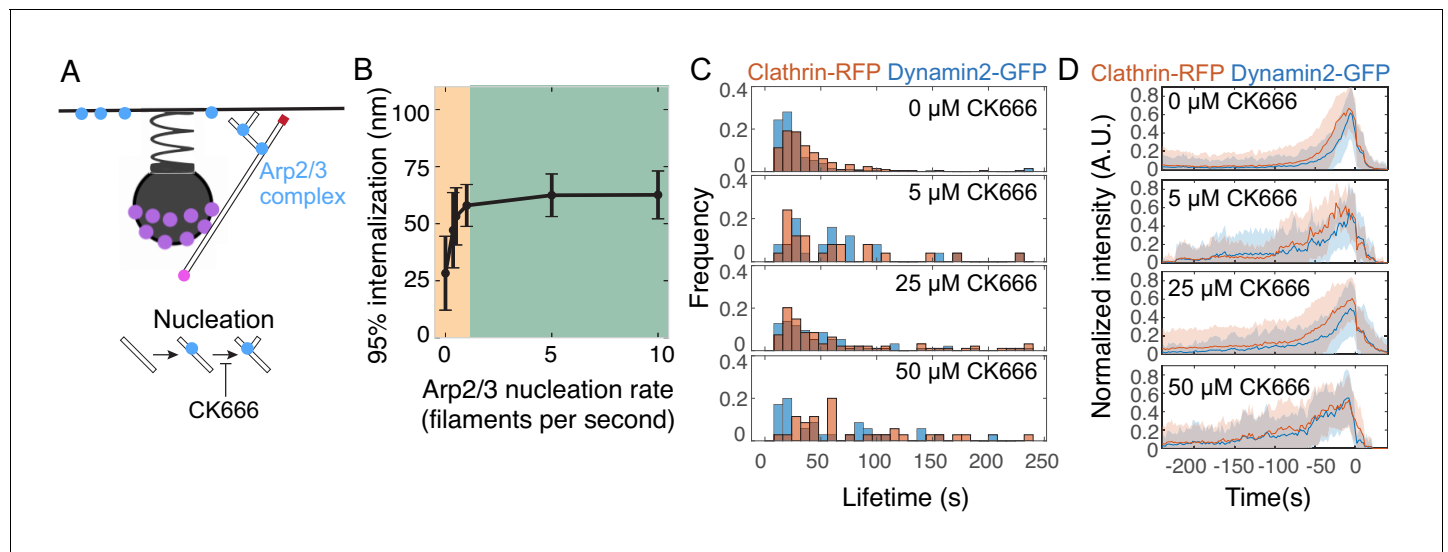 A
Arp2/3
complex
Nucleation
CK666
B
95% internalization (nm)
100
75
50
25
0
0 5 10
Arp2/3 nucleation rate
(filaments per second)
C
Clathrin-RFP Dynamin2-GFP
Frequency
0.4
0.2
0
0 µM CK666
0.4
0.2
0
5 µM CK666
0.4
0.2
0
25 µM CK666
0.4
0.2
0
50 µM CK666
0 50 100 150 200 250
Lifetime (s)
D
Clathrin-RFP Dynamin2-GFP
Normalized intensity (A.U.)
0 µM CK666
0.8
0.6
0.4
0.2
0
5 µM CK666
0.8
0.6
0.4
0.2
0
25 µM CK666
0.8
0.6
0.4
0.2
0
50 µM CK666
0.8
0.6
0.4
0.2
0
-200 -150 -100 -50 0
Time(s)